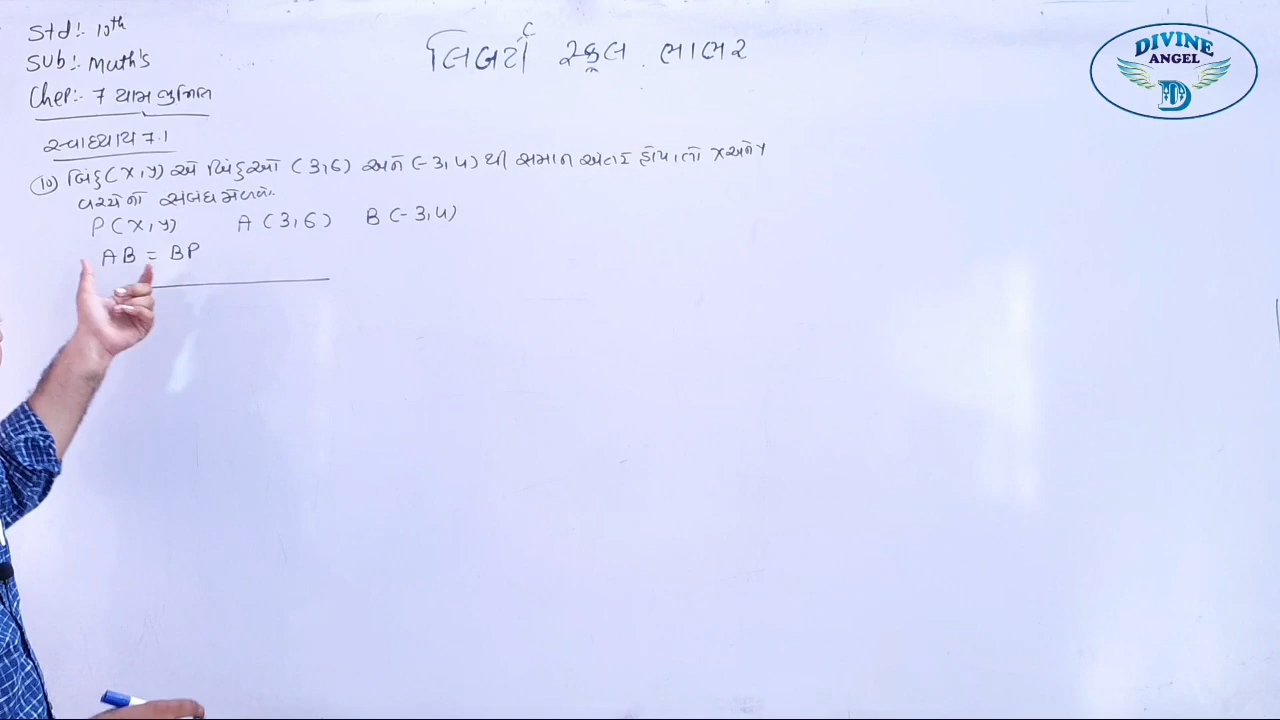 Std:- 10th
Sub:- Math's
Chep:- 7 યામ ભુમિતિ
લિબર્ટી સ્કૂલ ભાભર
DIVINE
ANGEL
D
સ્વાધ્યાય 7.1
(10) બિંદુ (x,y) એ બિંદુઓ (3,6) અને (-3,4) થી સમાન અંતરે હોય, તો x અને y
વચ્ચેનો સંબંધ મેળવો.
P(x,y) A (3,6) B (-3,4)
AB = BP